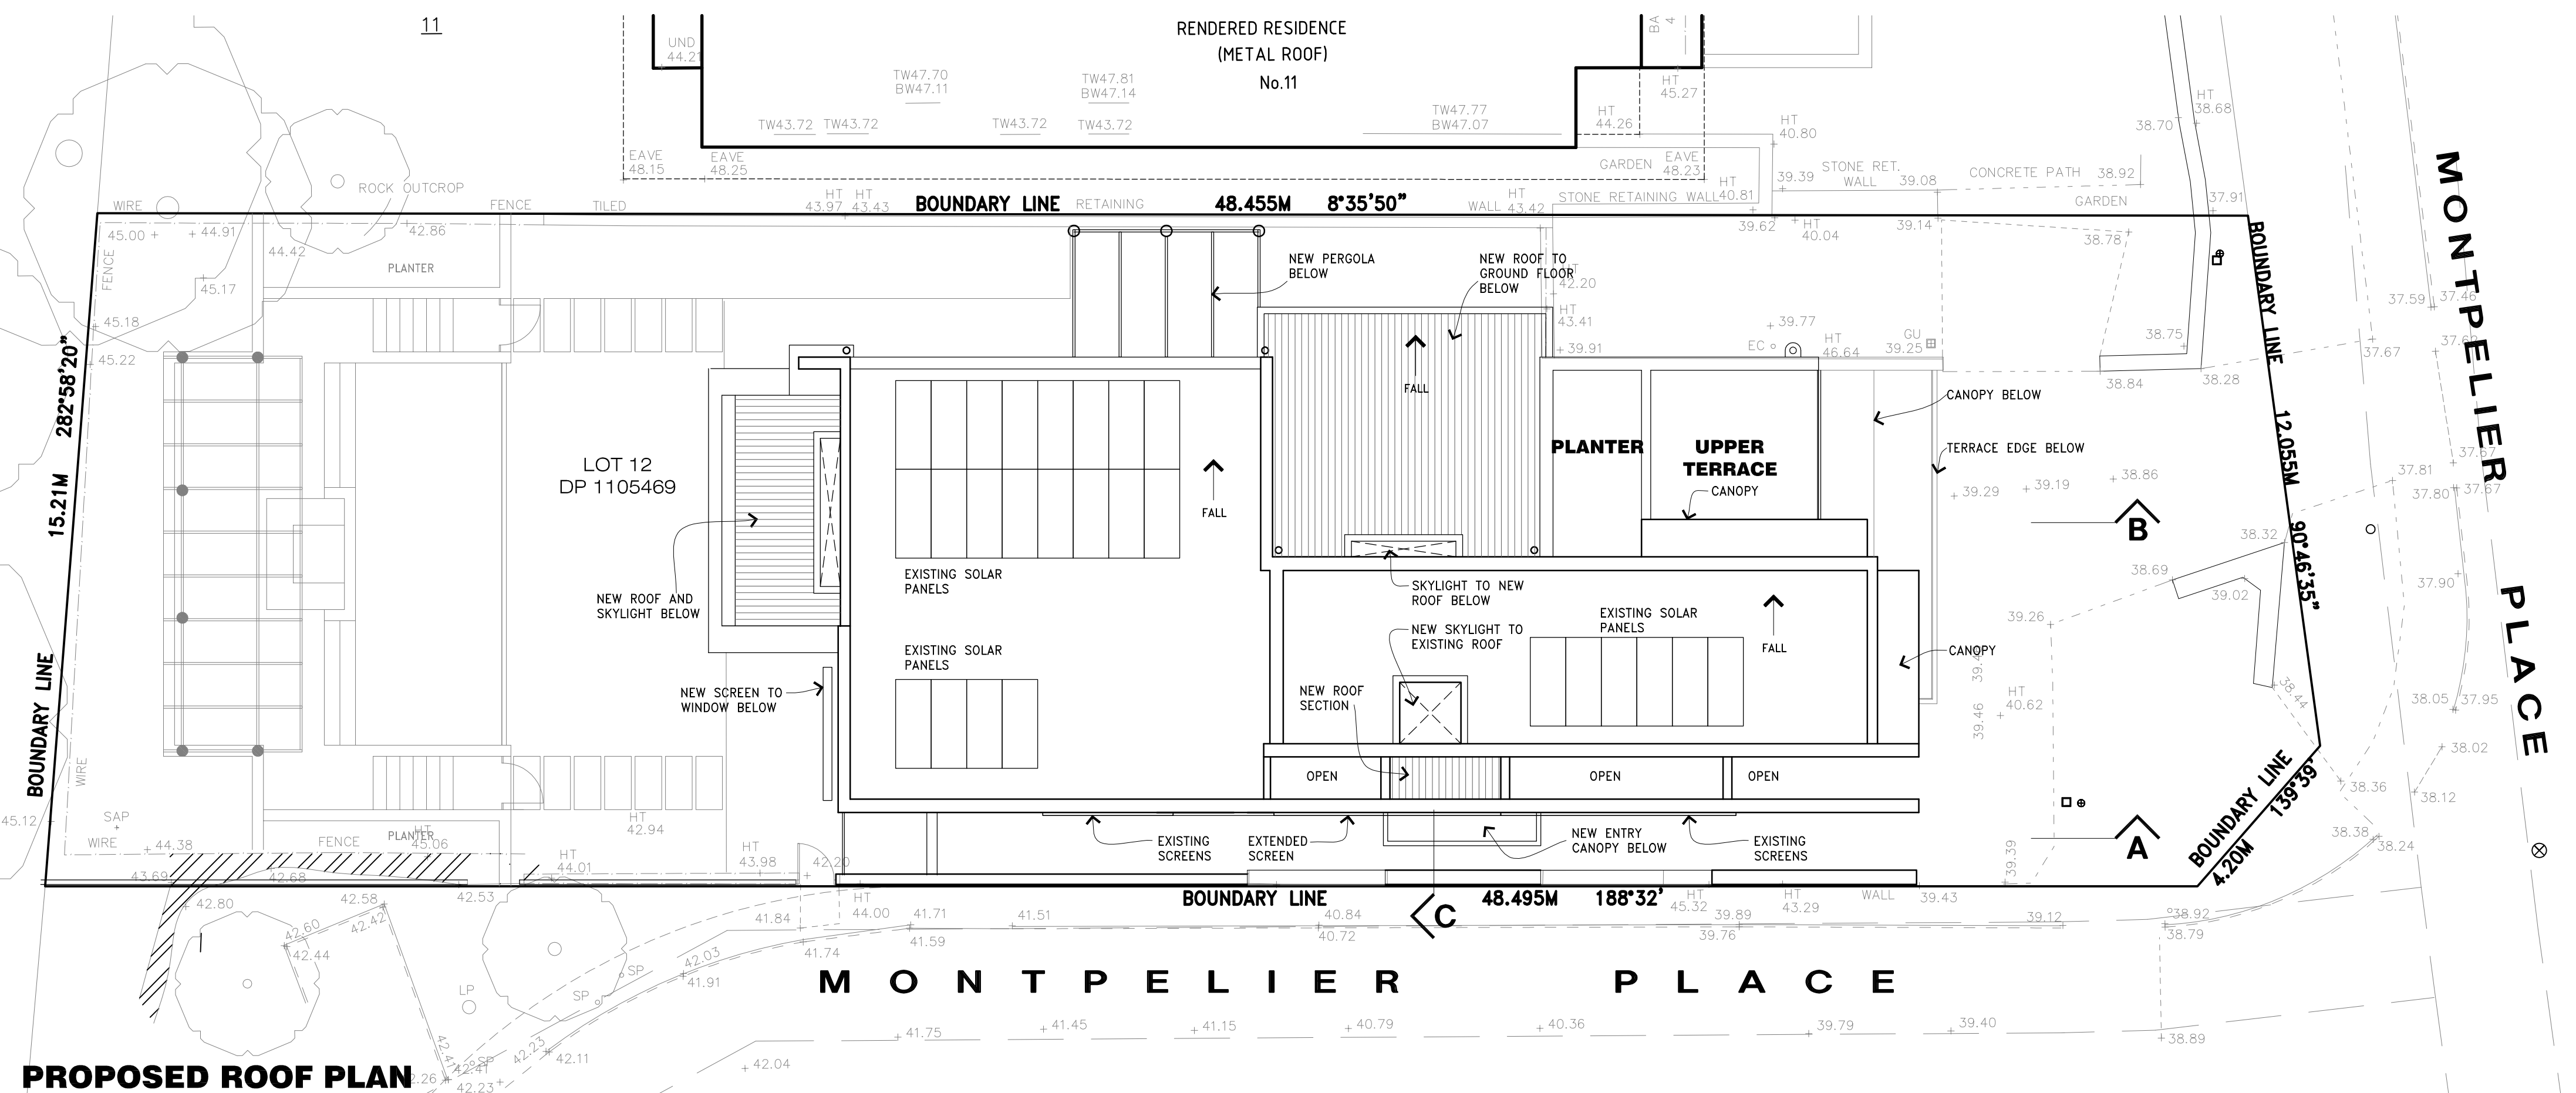 11
RENDERED RESIDENCE
(METAL ROOF)
No.11
UND
44.21
TW47.70
BW47.11
TW47.81
BW47.14
TW47.77
BW47.07
TW43.72
TW43.72
TW43.72
TW43.72
HT
45.27
HT
44.26
HT
40.80
HT
38.68
38.70
EAVE
48.15
EAVE
48.25
GARDEN
EAVE
48.23
STONE RET.
WALL
39.39
39.08
CONCRETE PATH
38.92
GARDEN
37.91
ROCK OUTCROP
WIRE
FENCE
TILED
HT
43.97
HT
43.43
BOUNDARY LINE
RETAINING
48.455M
8°35'50"
WALL
HT
43.42
STONE RETAINING WALL
HT
40.81
39.62
HT
40.04
39.14
38.78
45.00
44.91
42.86
44.42
45.17
45.18
45.22
FENCE
PLANTER
NEW PERGOLA
BELOW
NEW ROOF TO
GROUND FLOOR
BELOW
HT
42.20
HT
43.41
39.91
39.77
EC
HT
46.64
GU
39.25
38.75
38.84
38.28
37.67
37.59
37.46
37.62
BOUNDARY LINE
12.055M
90°46'35"
MONTPELIER
PLACE
FALL
CANOPY BELOW
TERRACE EDGE BELOW
PLANTER
UPPER
TERRACE
CANOPY
LOT 12
DP 1105469
FALL
282°58'20"
15.21M
BOUNDARY LINE
39.29
39.19
38.86
37.81
37.67
37.80
37.67
B
38.32
38.69
39.02
37.90
39.26
EXISTING SOLAR
PANELS
NEW ROOF AND
SKYLIGHT BELOW
SKYLIGHT TO NEW
ROOF BELOW
EXISTING SOLAR
PANELS
NEW SKYLIGHT TO
EXISTING ROOF
FALL
CANOPY
EXISTING SOLAR
PANELS
NEW SCREEN TO
WINDOW BELOW
NEW ROOF
SECTION
HT
40.62
39.46
38.44
38.05
37.95
38.02
38.36
38.12
OPEN
OPEN
OPEN
BOUNDARY LINE
139°39'
4.20M
38.38
38.24
A
39.39
WIRE
45.12
SAP
WIRE
44.38
FENCE
PLANTER
HT
45.06
HT
42.94
HT
44.01
HT
43.98
42.20
EXISTING
SCREENS
EXTENDED
SCREEN
NEW ENTRY
CANOPY BELOW
EXISTING
SCREENS
43.69
42.68
42.80
42.58
42.53
42.42
42.60
42.44
HT
44.00
41.84
41.71
41.59
41.74
41.51
BOUNDARY LINE
48.495M
188°32'
40.84
40.72
C
HT
45.32
39.89
39.76
HT
43.29
WALL
39.43
39.12
38.92
38.79
42.03
41.91
SP
SP
LP
MONTPELIER PLACE
41.75
41.45
41.15
40.79
40.36
39.79
39.40
38.89
42.04
42.11
42.23
SP
42.41
42.23
PROPOSED ROOF PLAN